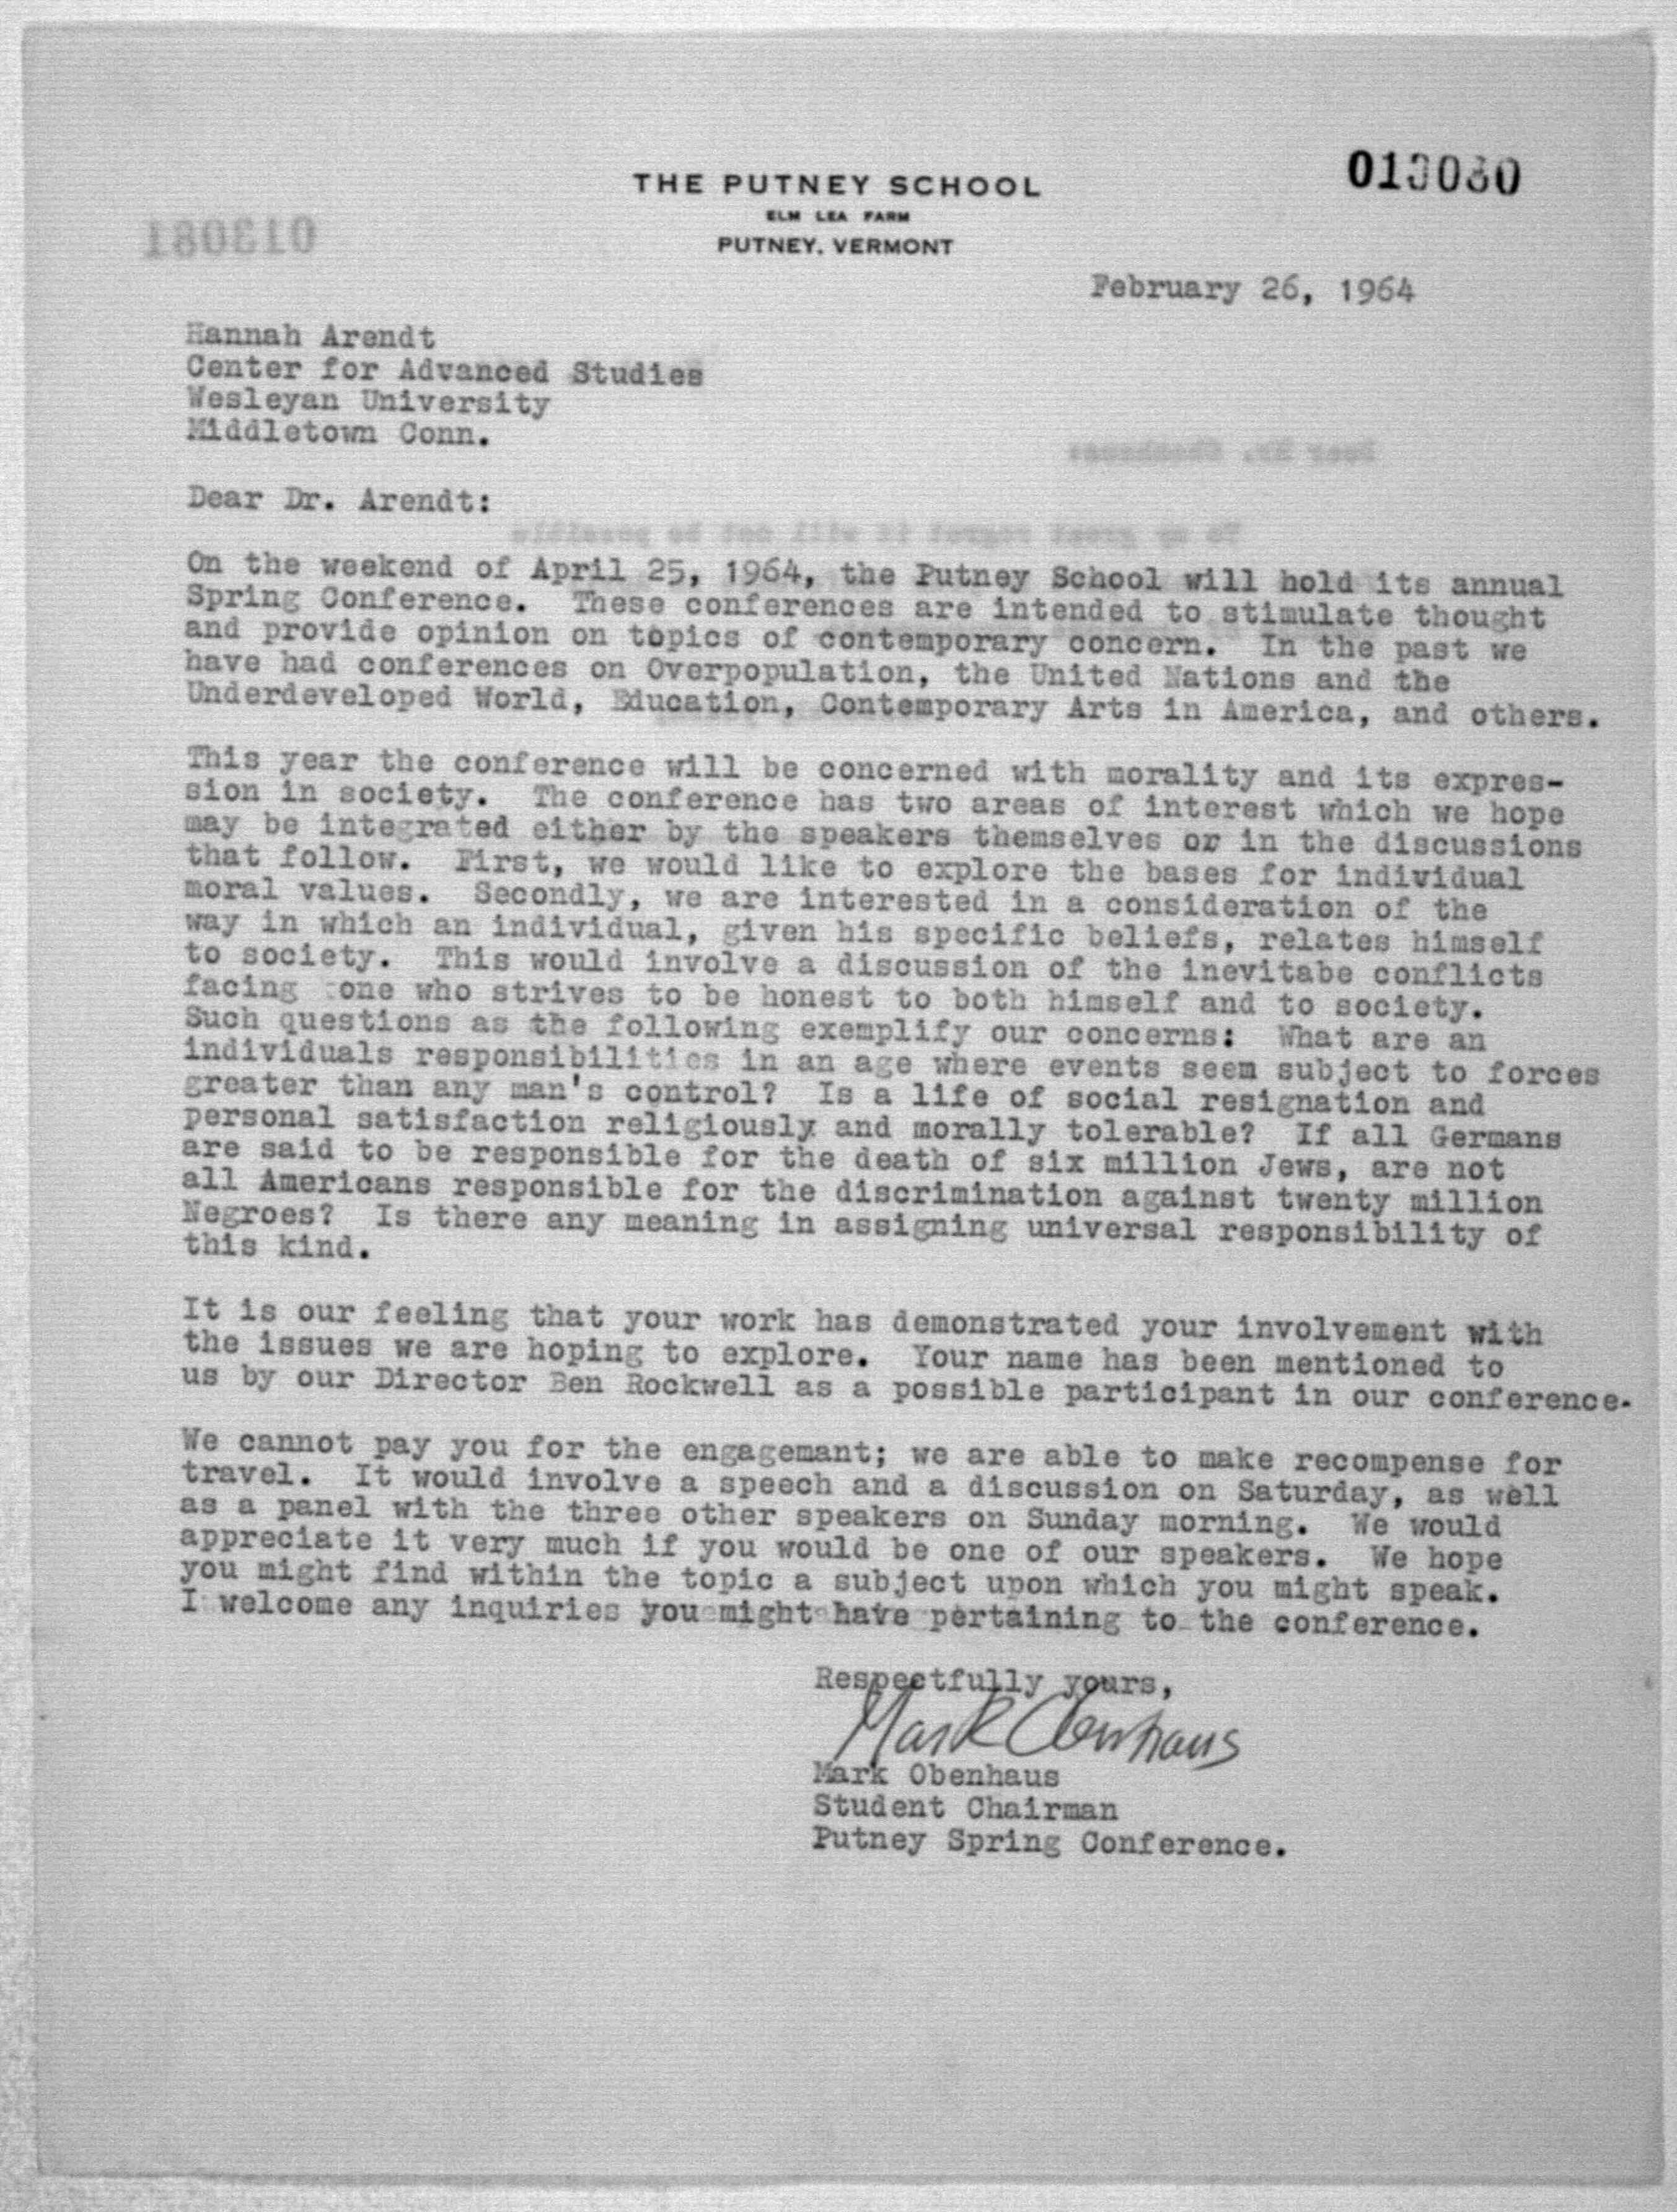 THE PUTNEY SCHOOL
ELM LEA FARM
PUTNEY, VERMONT
013080
013081
February 26, 1964
Hannah Arendt
Center for Advanced Studies
Wesleyan University
Middletown Conn.
Dear Mr. Obenhaus:
Dear Dr. Arendt:
To my great regret it will not be possible
On the weekend of April 25, 1964, the Putney School will hold its annual
Spring Conference. These conferences are intended to stimulate thought
and provide opinion on topics of contemporary concern. In the past we
have had conferences on Overpopulation, the United Nations and the
Underdeveloped World, Education, Contemporary Arts in America, and others.
This year the conference will be concerned with morality and its expres-
sion in society. The conference has two areas of interest which we hope
may be integrated either by the speakers themselves or in the discussions
that follow. First, we would like to explore the bases for individual
moral values. Secondly, we are interested in a consideration of the
way in which an individual, given his specific beliefs, relates himself
to society. This would involve a discussion of the inevitabe conflicts
facing one who strives to be honest to both himself and to society.
Such questions as the following exemplify our concerns: What are an
individuals responsibilities in an age where events seem subject to forces
greater than any man's control? Is a life of social resignation and
personal satisfaction religiously and morally tolerable? If all Germans
are said to be responsible for the death of six million Jews, are not
all Americans responsible for the discrimination against twenty million
Negroes? Is there any meaning in assigning universal responsibility of
this kind.
It is our feeling that your work has demonstrated your involvement with
the issues we are hoping to explore. Your name has been mentioned to
us by our Director Ben Rockwell as a possible participant in our conference.
We cannot pay you for the engagemant; we are able to make recompense for
travel. It would involve a speech and a discussion on Saturday, as well
as a panel with the three other speakers on Sunday morning. We would
appreciate it very much if you would be one of our speakers. We hope
you might find within the topic a subject upon which you might speak.
I welcome any inquiries you might have pertaining to the conference.
Respectfully yours,
Mark Obenhaus
Mark Obenhaus
Student Chairman
Putney Spring Conference.